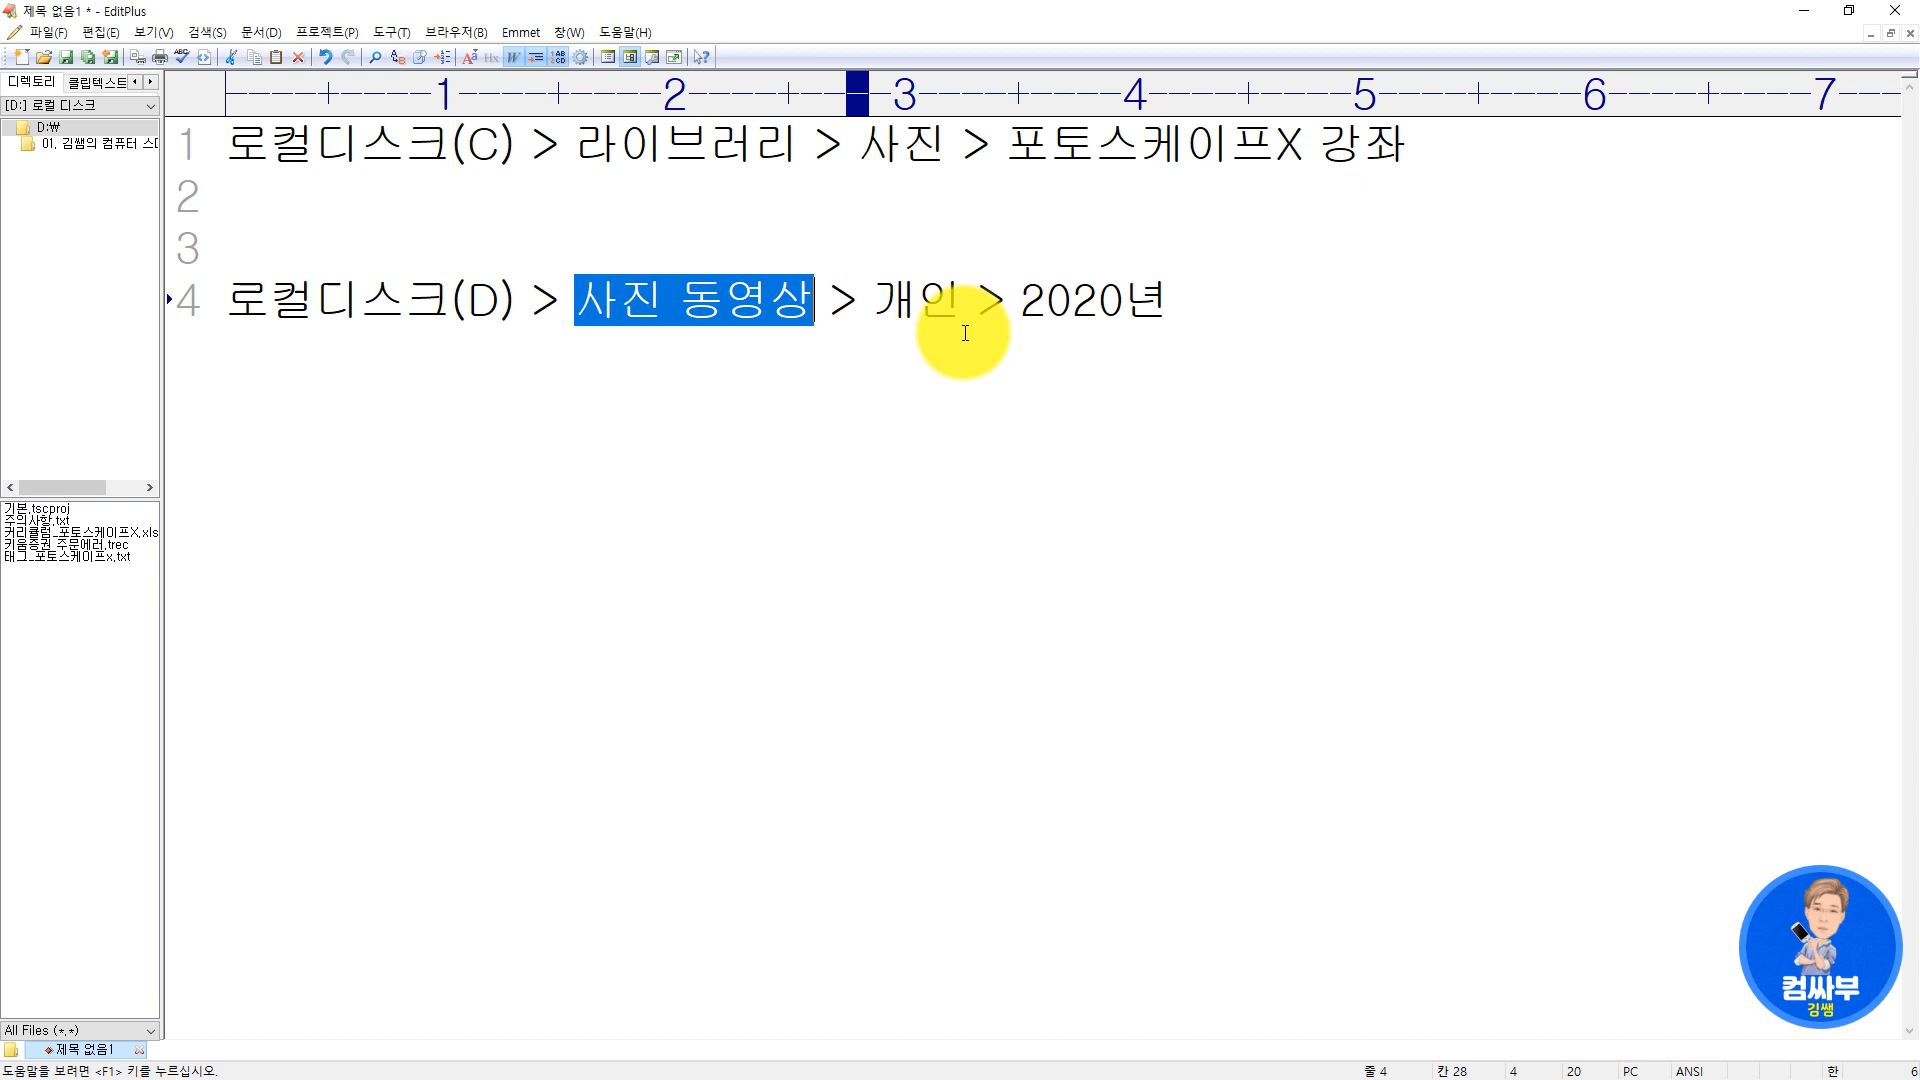 제목 없음1 * - EditPlus
파일(F) 편집(E) 보기(V) 검색(S) 문서(D) 프로젝트(P) 도구(T) 브라우저(B) Emmet 창(W) 도움말(H)
디렉토리 클립텍스트
[D:] 로컬 디스크
D:₩
01. 김쌤의 컴퓨터
1 2 3 4 5 6 7
1 로컬디스크(C) > 라이브러리 > 사진 > 포토스케이프X 강좌
2
3
4 로컬디스크(D) > 사진 동영상 > 개인 > 2020년
기본.tscproj
주의사항.txt
커리큘럼_포토스케이프X.xls
키움증권 주문에러.trec
태그_포토스케이프x.txt
컴싸부
김쌤
All Files (*.*)
제목 없음1
도움말을 보려면 <F1> 키를 누르십시오.
줄 4 칸 28 4 20 PC ANSI 한 6